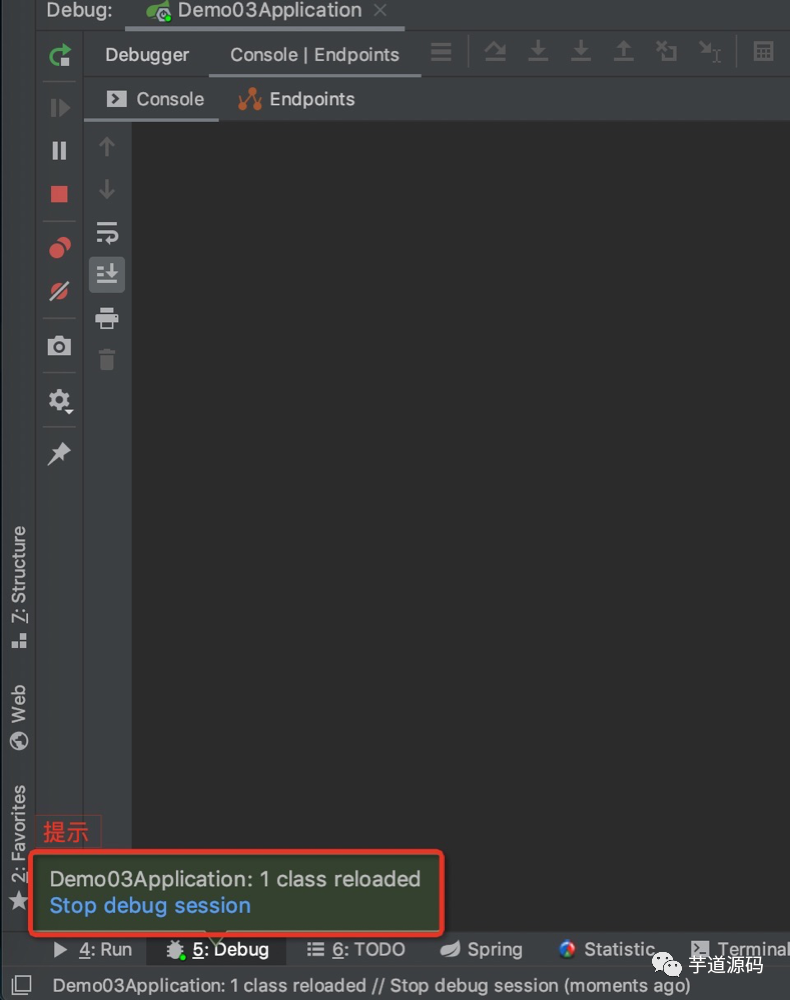 Debug: Demo03Application
Debugger Console | Endpoints
Console Endpoints
Z: Structure
Web
2: Favorites
提示
Demo03Application: 1 class reloaded
Stop debug session
4: Run 5: Debug 6: TODO Spring Statistic Terminal
芋道源码
Demo03Application: 1 class reloaded // Stop debug session (moments ago)